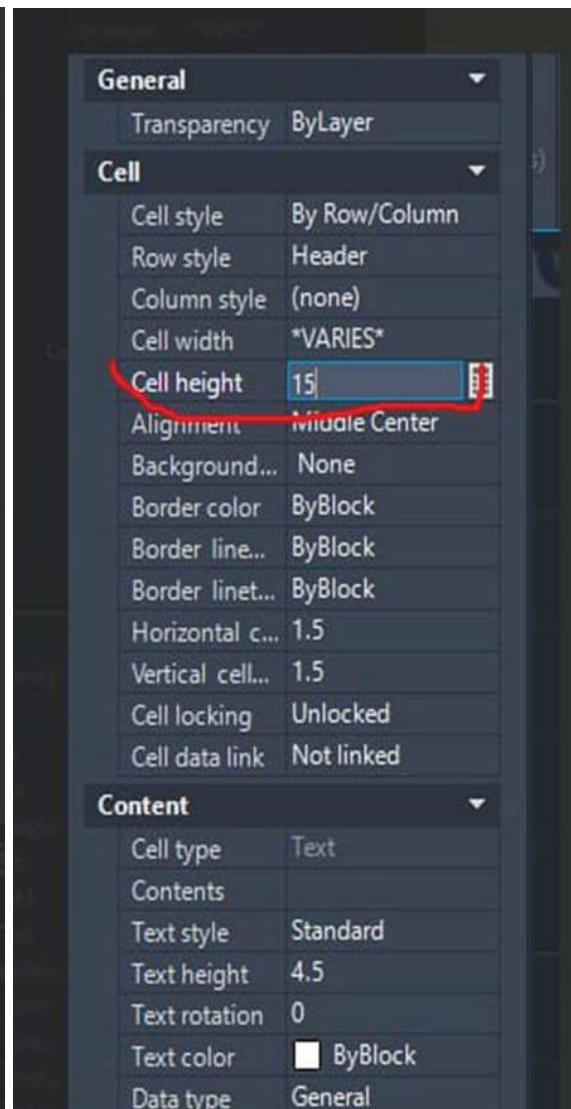 General
Transparency ByLayer
Cell
Cell style By Row/Column
Row style Header
Column style (none)
Cell width *VARIES*
Cell height 15
Alignment Middle Center
Background... None
Border color ByBlock
Border line... ByBlock
Border linet... ByBlock
Horizontal c... 1.5
Vertical cell... 1.5
Cell locking Unlocked
Cell data link Not linked
Content
Cell type Text
Contents
Text style Standard
Text height 4.5
Text rotation 0
Text color ByBlock
Data type General